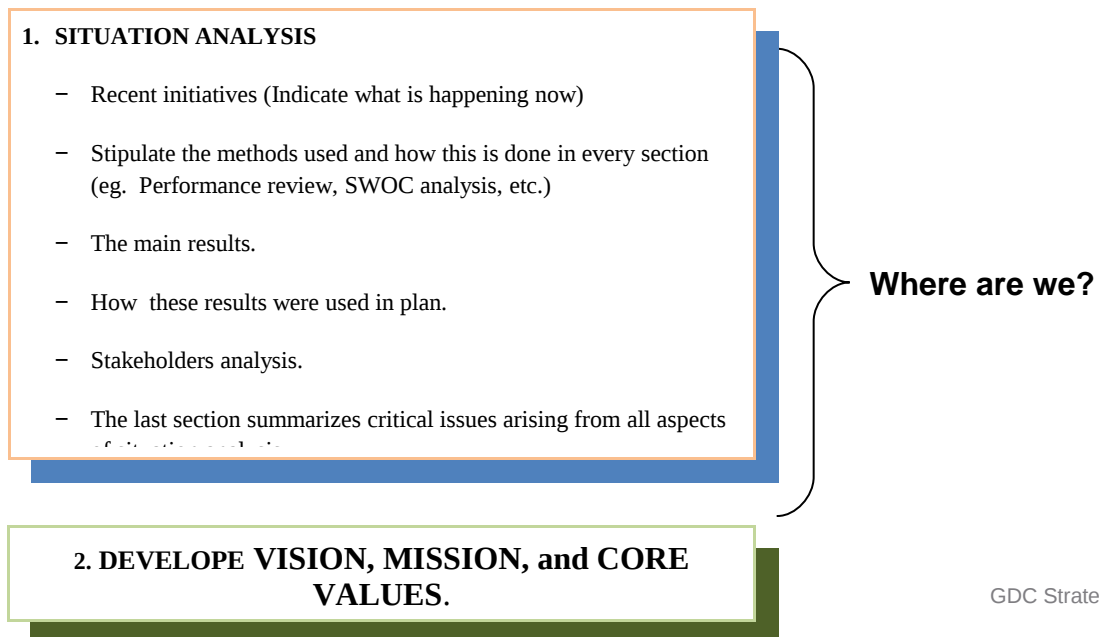 1. SITUATION ANALYSIS
− Recent initiatives (Indicate what is happening now)
− Stipulate the methods used and how this is done in every section
(eg.  Performance review, SWOC analysis, etc.)
− The main results.
− How  these results were used in plan.
− Stakeholders analysis.
− The last section summarizes critical issues arising from all aspects
of situation analysis
Where are we?
2. DEVELOPE VISION, MISSION, and CORE
VALUES.
GDC Strate